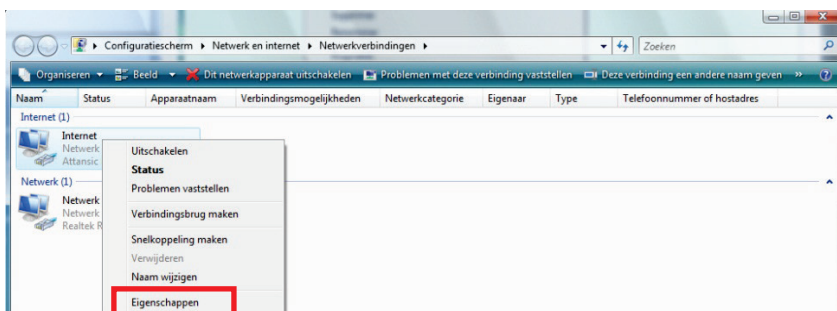 Configuratiescherm ▸ Netwerk en internet ▸ Netwerkverbindingen ▸ Zoeken
Organiseren Beeld Dit netwerkapparaat uitschakelen Problemen met deze verbinding vaststellen Deze verbinding een andere naam geven »
Naam Status Apparaatnaam Verbindingsmogelijkheden Netwerkcategorie Eigenaar Type Telefoonnummer of hostadres
Internet (1)
Internet
Netwerk
Attansic
Netwerk (1)
Netwerk
Netwerk
Realtek R
Uitschakelen
Status
Problemen vaststellen
Verbindingsbrug maken
Snelkoppeling maken
Verwijderen
Naam wijzigen
Eigenschappen